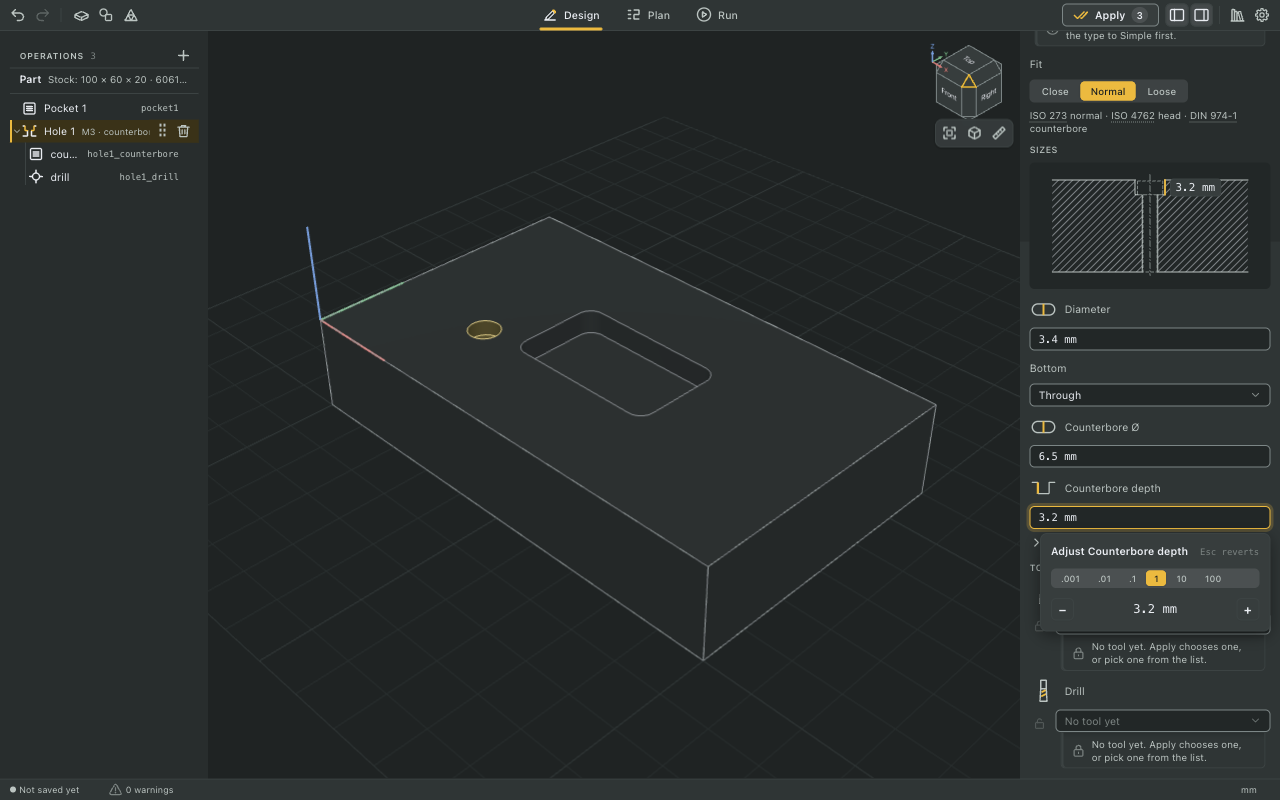 Design
Plan
Run
Apply 3
OPERATIONS 3
Part Stock: 100 × 60 × 20 · 6061...
Pocket 1 pocket1
Hole 1 M3 · counterbo
cou... hole1_counterbore
drill hole1_drill
Z
Y
X
Top
Front
Right
the type to Simple first.
Fit
Close Normal Loose
ISO 273 normal · ISO 4762 head · DIN 974-1
counterbore
SIZES
3.2 mm
Diameter
3.4 mm
Bottom
Through
Counterbore Ø
6.5 mm
Counterbore depth
3.2 mm
Adjust Counterbore depth Esc reverts
.001 .01 .1 1 10 100
− 3.2 mm +
No tool yet. Apply chooses one,
or pick one from the list.
Drill
No tool yet
No tool yet. Apply chooses one,
or pick one from the list.
Not saved yet
0 warnings
mm